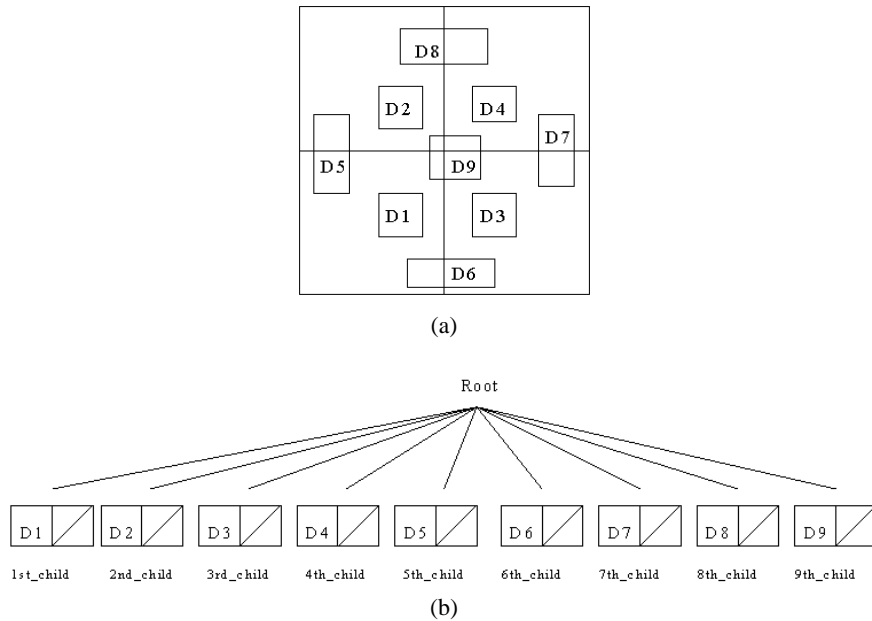 D8
D2 D4
D7
D5 D9
D1 D3
D6
(a)
Root
D1 D2 D3 D4 D5 D6 D7 D8 D9
1st_child 2nd_child 3rd_child 4th_child 5th_child 6th_child 7th_child 8th_child 9th_child
(b)